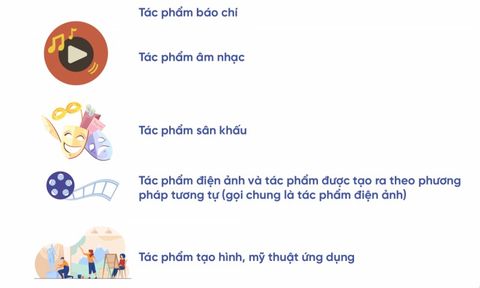 Tác phẩm báo chí
Tác phẩm âm nhạc
Tác phẩm sân khấu
Tác phẩm điện ảnh và tác phẩm được tạo ra theo phương
pháp tương tự (gọi chung là tác phẩm điện ảnh)
Tác phẩm tạo hình, mỹ thuật ứng dụng